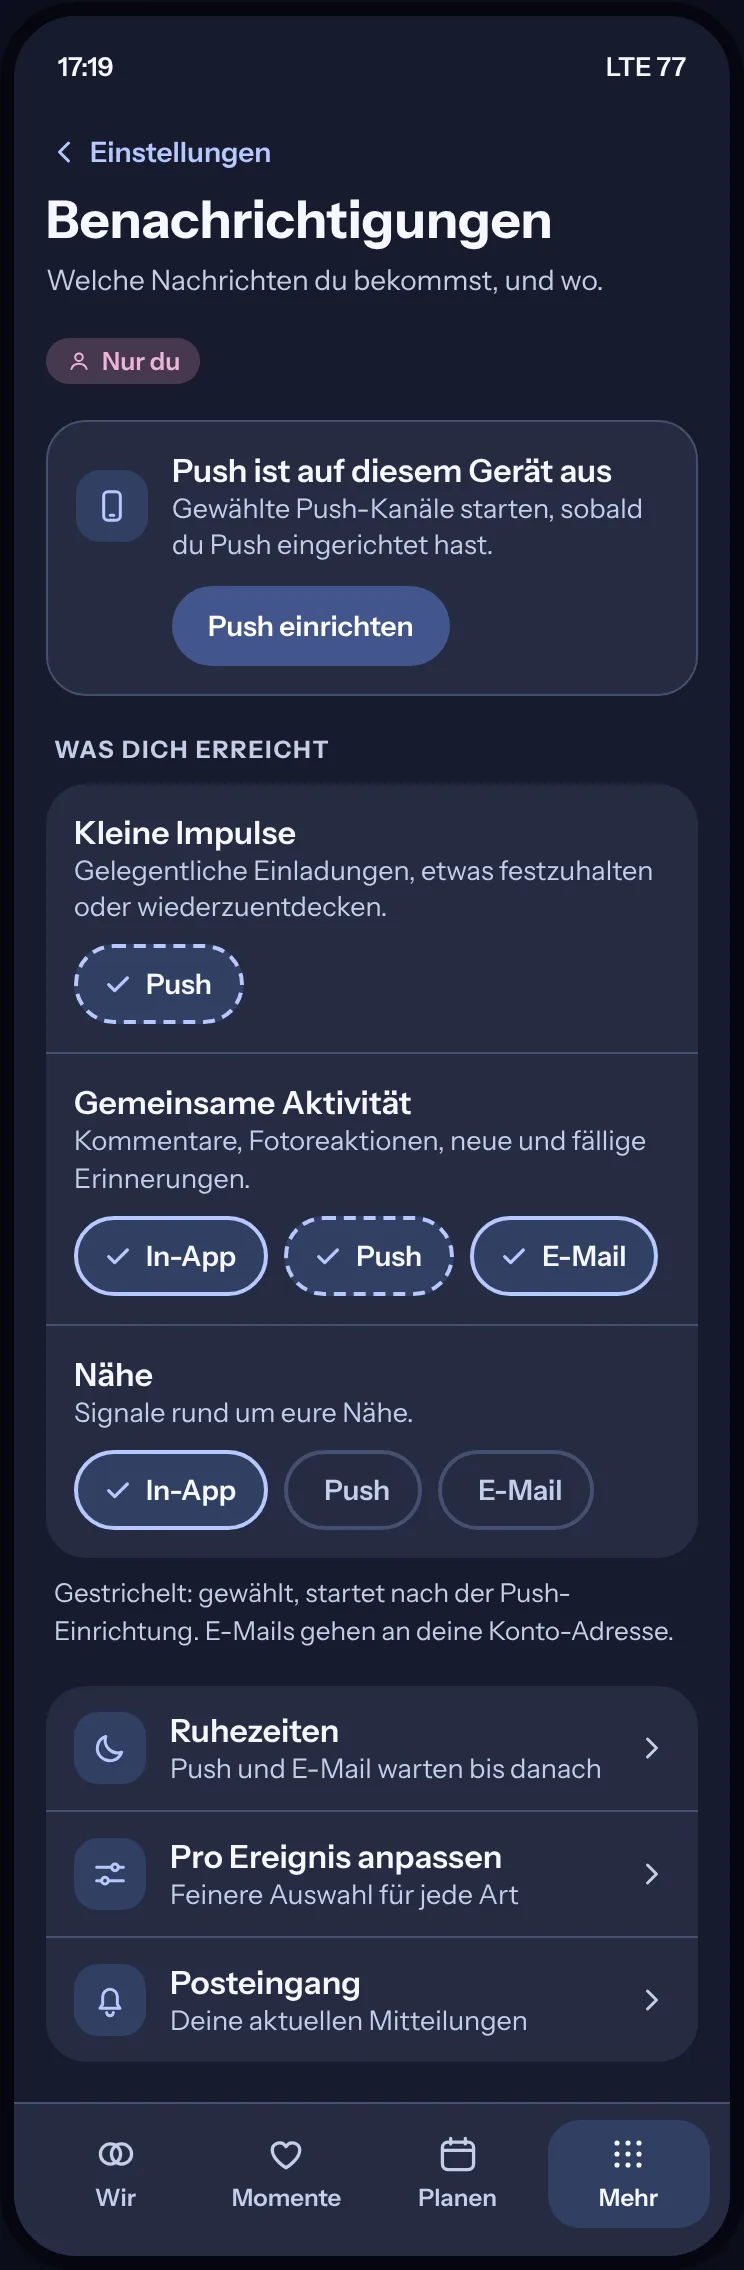 17:19
LTE 77
Einstellungen
Benachrichtigungen
Welche Nachrichten du bekommst, und wo.
Nur du
Push ist auf diesem Gerät aus
Gewählte Push-Kanäle starten, sobald
du Push eingerichtet hast.
Push einrichten
WAS DICH ERREICHT
Kleine Impulse
Gelegentliche Einladungen, etwas festzuhalten
oder wiederzuentdecken.
Push
Gemeinsame Aktivität
Kommentare, Fotoreaktionen, neue und fällige
Erinnerungen.
In-App
Push
E-Mail
Nähe
Signale rund um eure Nähe.
In-App
Push
E-Mail
Gestrichelt: gewählt, startet nach der Push-
Einrichtung. E-Mails gehen an deine Konto-Adresse.
Ruhezeiten
Push und E-Mail warten bis danach
Pro Ereignis anpassen
Feinere Auswahl für jede Art
Posteingang
Deine aktuellen Mitteilungen
Wir
Momente
Planen
Mehr